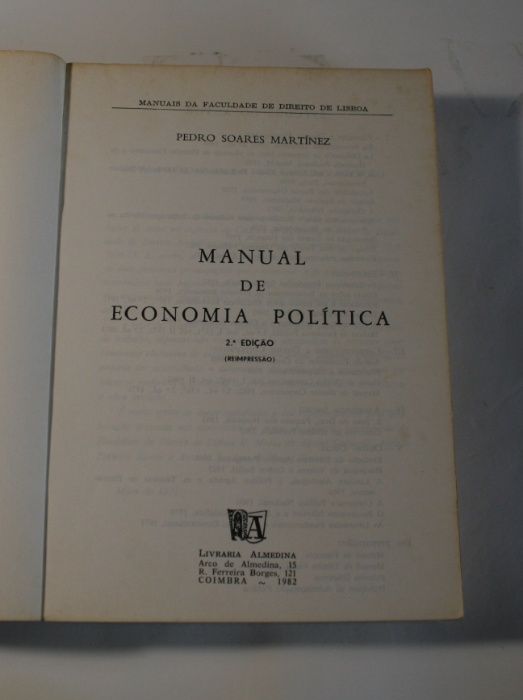 MANUAIS DA FACULDADE DE DIREITO DE LISBOA
PEDRO SOARES MARTÍNEZ
MANUAL
DE
ECONOMIA POLÍTICA
2.ª EDIÇÃO
(REIMPRESSÃO)
LIVRARIA ALMEDINA
Arco de Almedina, 15
R. Ferreira Borges, 121
COIMBRA ~ 1982